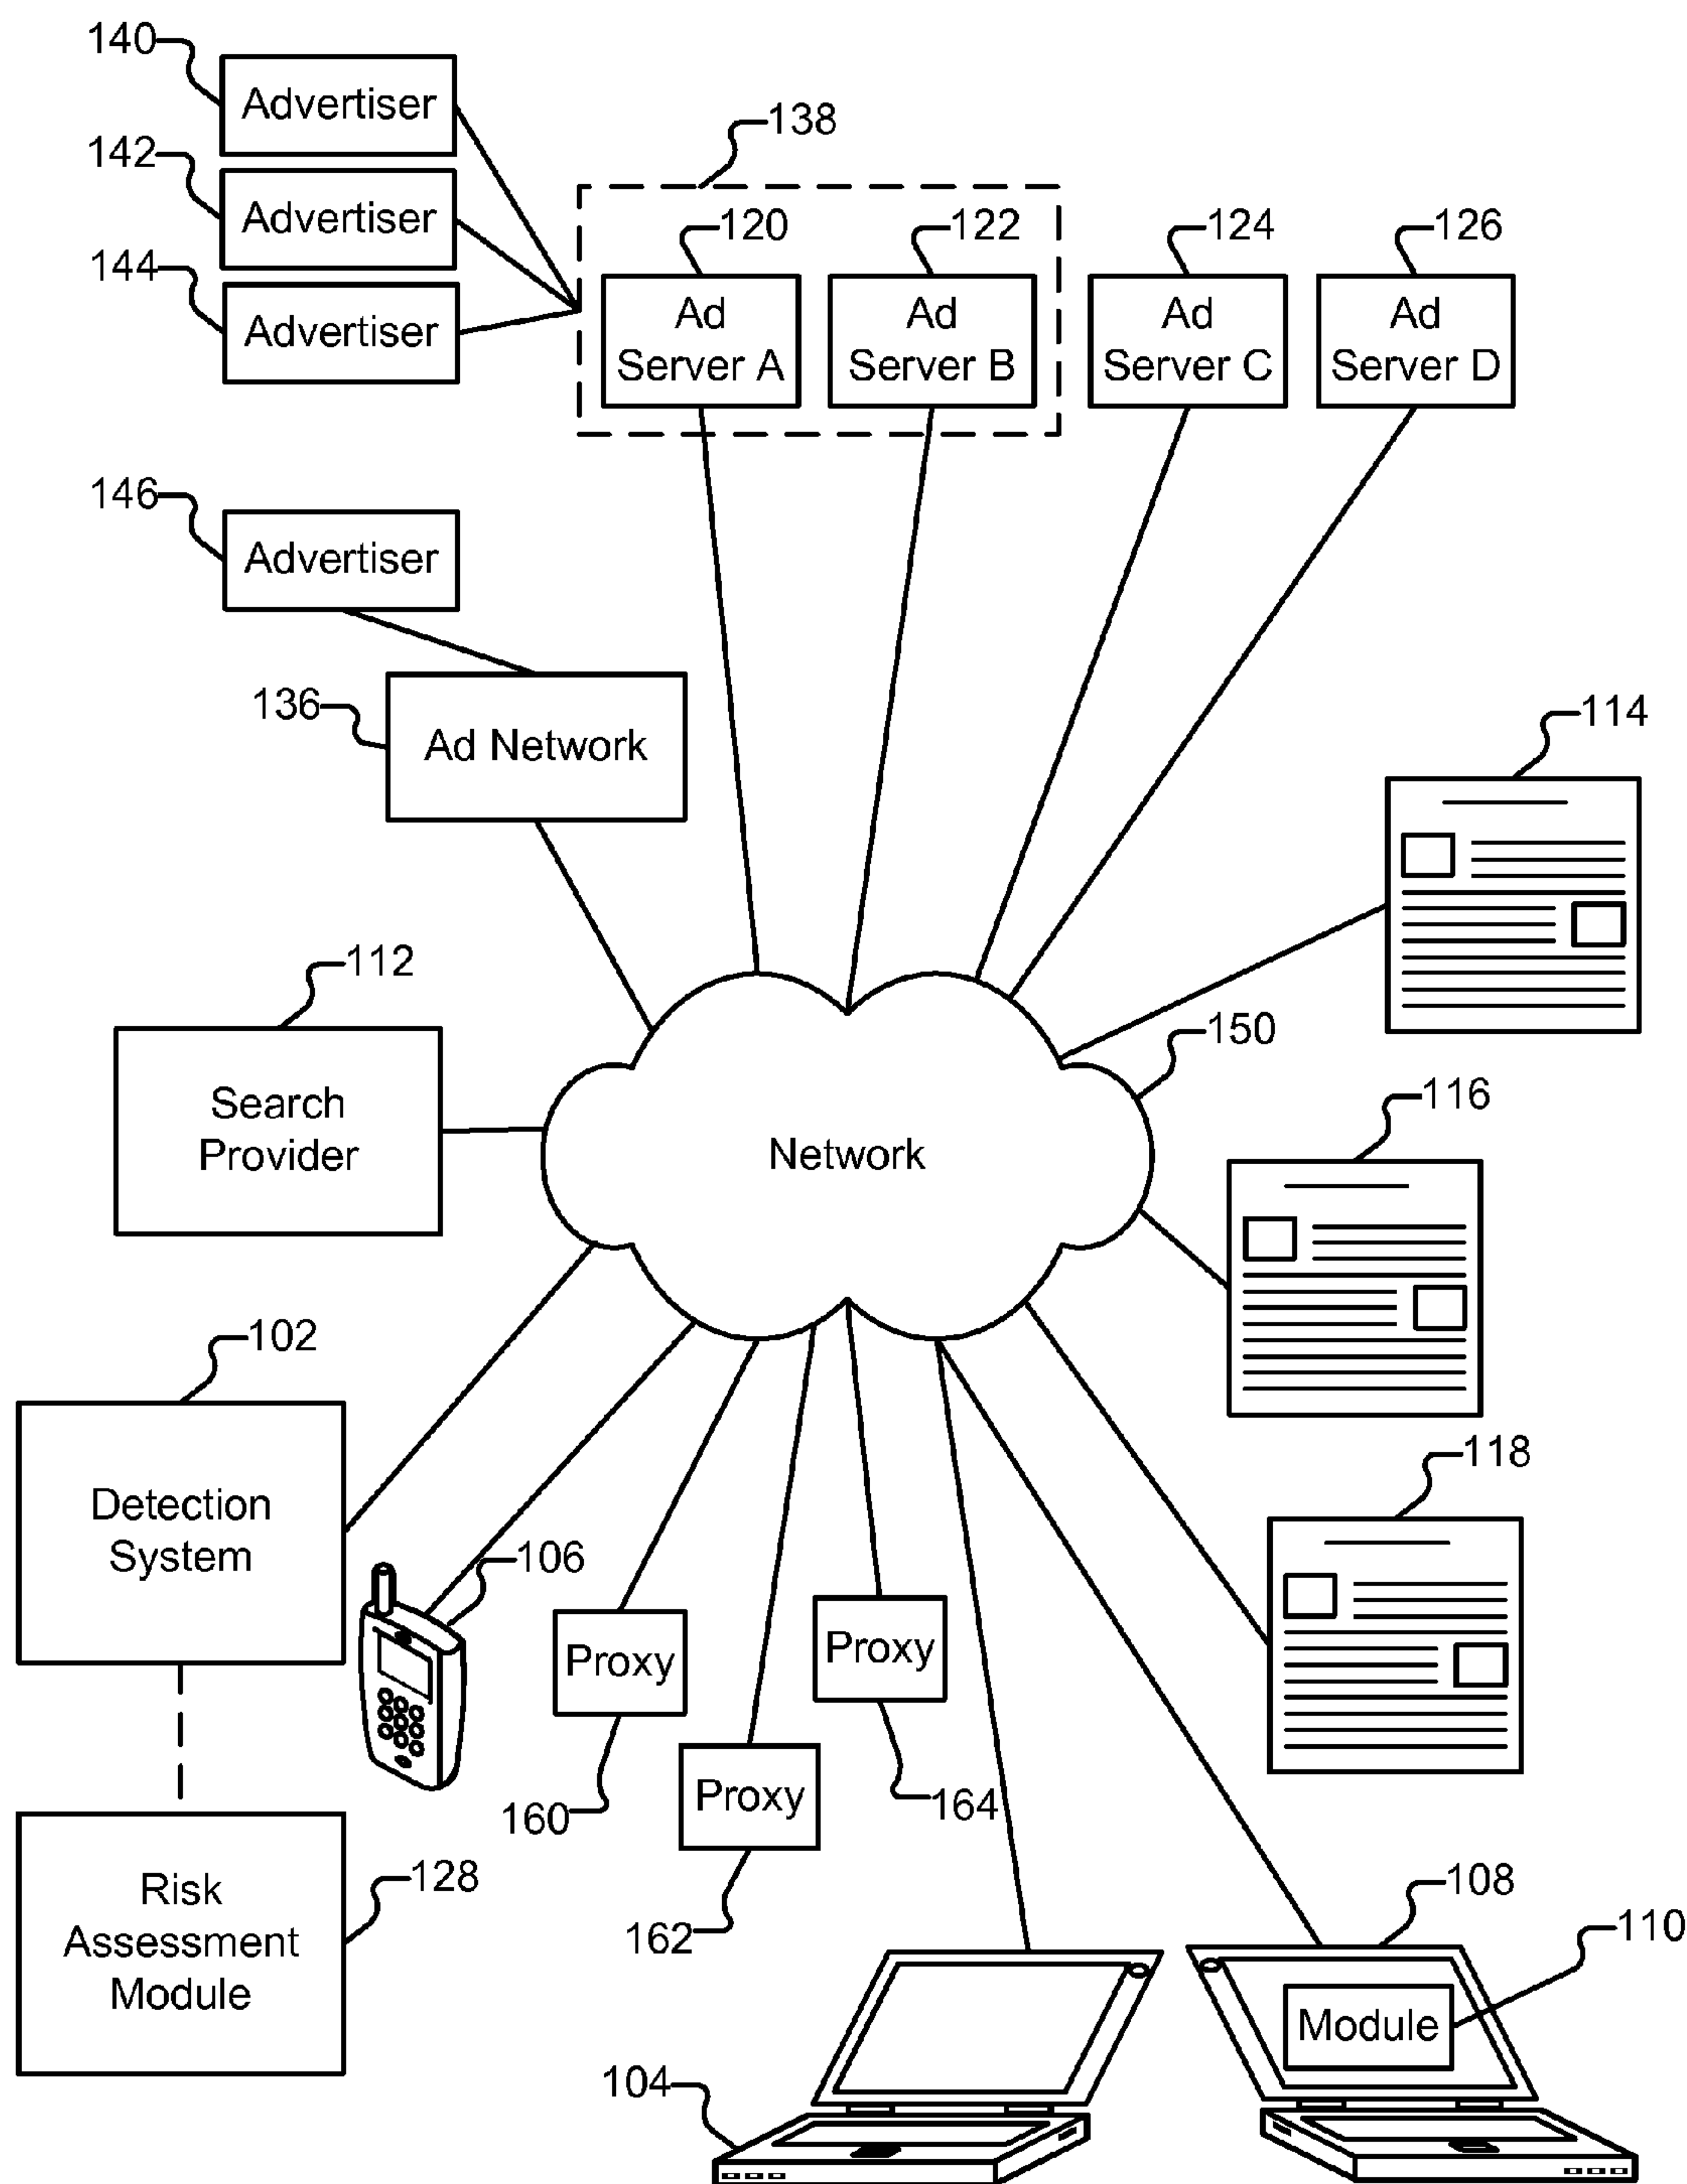 140
Advertiser
138
142
Advertiser
120
122
124
126
144
Advertiser
Ad
Server A
Ad
Server B
Ad
Server C
Ad
Server D
146
Advertiser
136
Ad Network
114
112
150
Search
Provider
Network
116
102
Detection
System
118
106
Proxy
Proxy
160
Proxy
164
162
Risk
Assessment
Module
128
108
110
Module
104